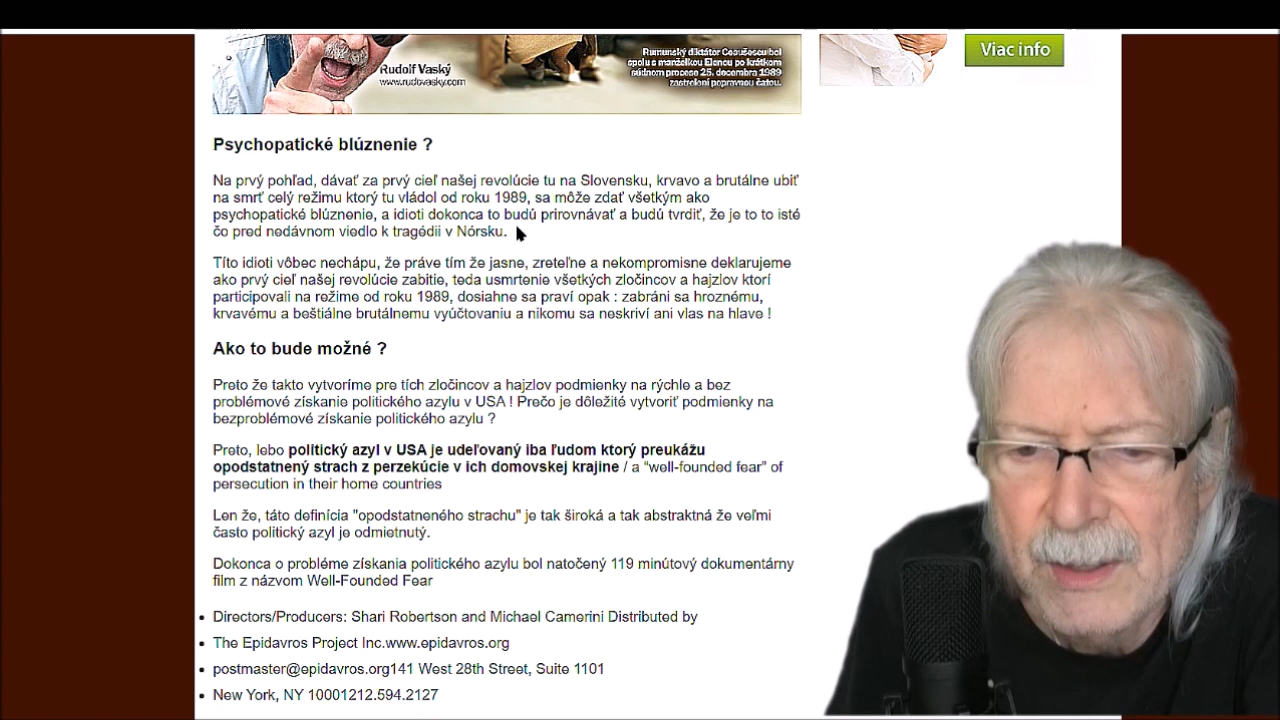 Rudolf Vaský
www.rudovasky.com
Rumunský diktátor Ceaušescu bol
spolu s manželkou Elenou po krátkom
súdnom procese 25. decembra 1989
zastrelení popravnou čatou.
Viac info
Psychopatické blúznenie ?
Na prvý pohľad, dávať za prvý cieľ našej revolúcie tu na Slovensku, krvavo a brutálne ubiť
na smrť celý režimu ktorý tu vládol od roku 1989, sa môže zdať všetkým ako
psychopatické blúznenie, a idioti dokonca to budú prirovnávať a budú tvrdiť, že je to to isté
čo pred nedávnom viedlo k tragédii v Nórsku.
Títo idioti vôbec nechápu, že práve tím že jasne, zreteľne a nekompromisne deklarujeme
ako prvý cieľ našej revolúcie zabitie, teda usmrtenie všetkých zločincov a hajzlov ktorí
participovali na režime od roku 1989, dosiahne sa praví opak : zabráni sa hroznému,
krvavému a beštiálne brutálnemu vyúčtovaniu a nikomu sa neskriví ani vlas na hlave !
Ako to bude možné ?
Preto že takto vytvoríme pre tích zločincov a hajzlov podmienky na rýchle a bez
problémové získanie politického azylu v USA ! Prečo je dôležité vytvoriť podmienky na
bezproblémové získanie politického azylu ?
Preto, lebo politický azyl v USA je udeľovaný iba ľudom ktorý preukážu
opodstatnený strach z perzekúcie v ich domovskej krajine / a “well-founded fear” of
persecution in their home countries
Len že, táto definícia "opodstatneného strachu" je tak široká a tak abstraktná že veľmi
často politický azyl je odmietnutý.
Dokonca o probléme získania politického azylu bol natočený 119 minútový dokumentárny
film z názvom Well-Founded Fear
Directors/Producers: Shari Robertson and Michael Camerini Distributed by
The Epidavros Project Inc.www.epidavros.org
postmaster@epidavros.org141 West 28th Street, Suite 1101
New York, NY 10001212.594.2127